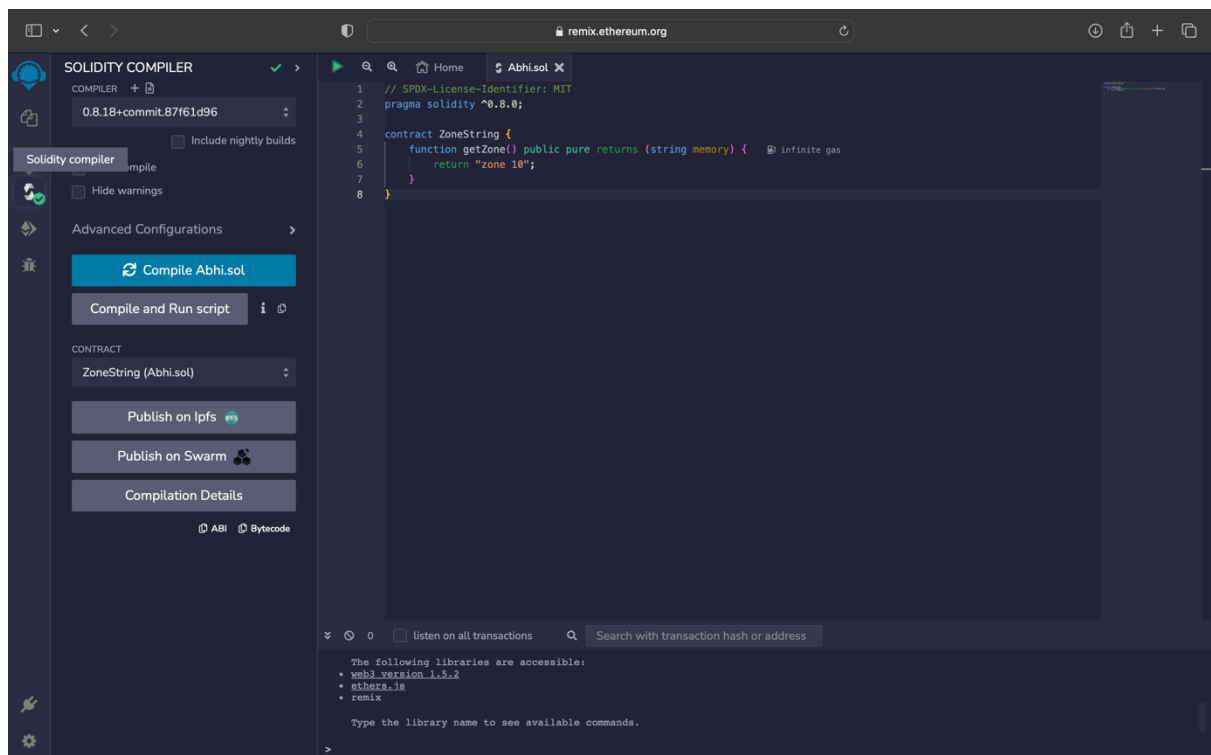 remix.ethereum.org
SOLIDITY COMPILER
COMPILER
0.8.18+commit.87f61d96
Include nightly builds
Solidity compiler
mpile
Hide warnings
Advanced Configurations
Compile Abhi.sol
Compile and Run script
CONTRACT
ZoneString (Abhi.sol)
Publish on Ipfs
IPFS
Publish on Swarm
Compilation Details
ABI Bytecode
Home Abhi.sol
1 // SPDX-License-Identifier: MIT
2 pragma solidity ^0.8.0;
3
4 contract ZoneString {
5 function getZone() public pure returns (string memory) { infinite gas
6 return "zone 10";
7 }
8 }
0 listen on all transactions Search with transaction hash or address
The following libraries are accessible:
• web3 version 1.5.2
• ethers.js
• remix
Type the library name to see available commands.
>